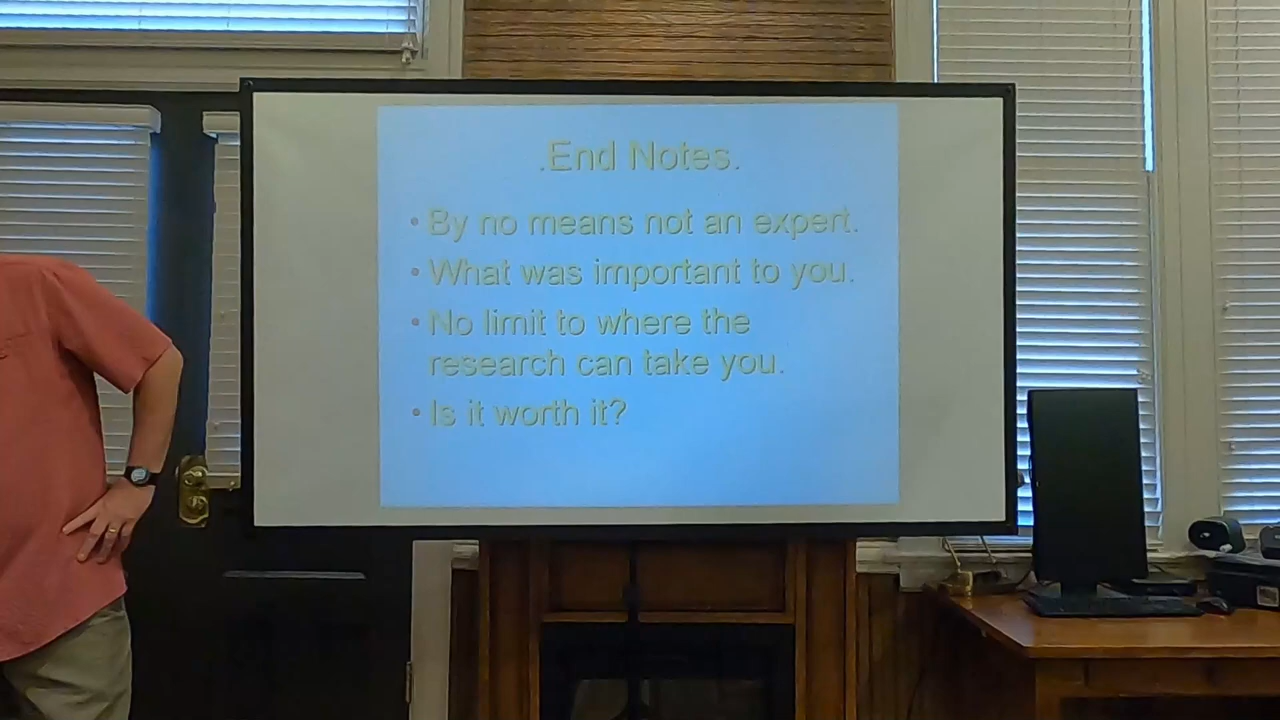 .End Notes.
• By no means not an expert.
• What was important to you.
• No limit to where the
research can take you.
• Is it worth it?